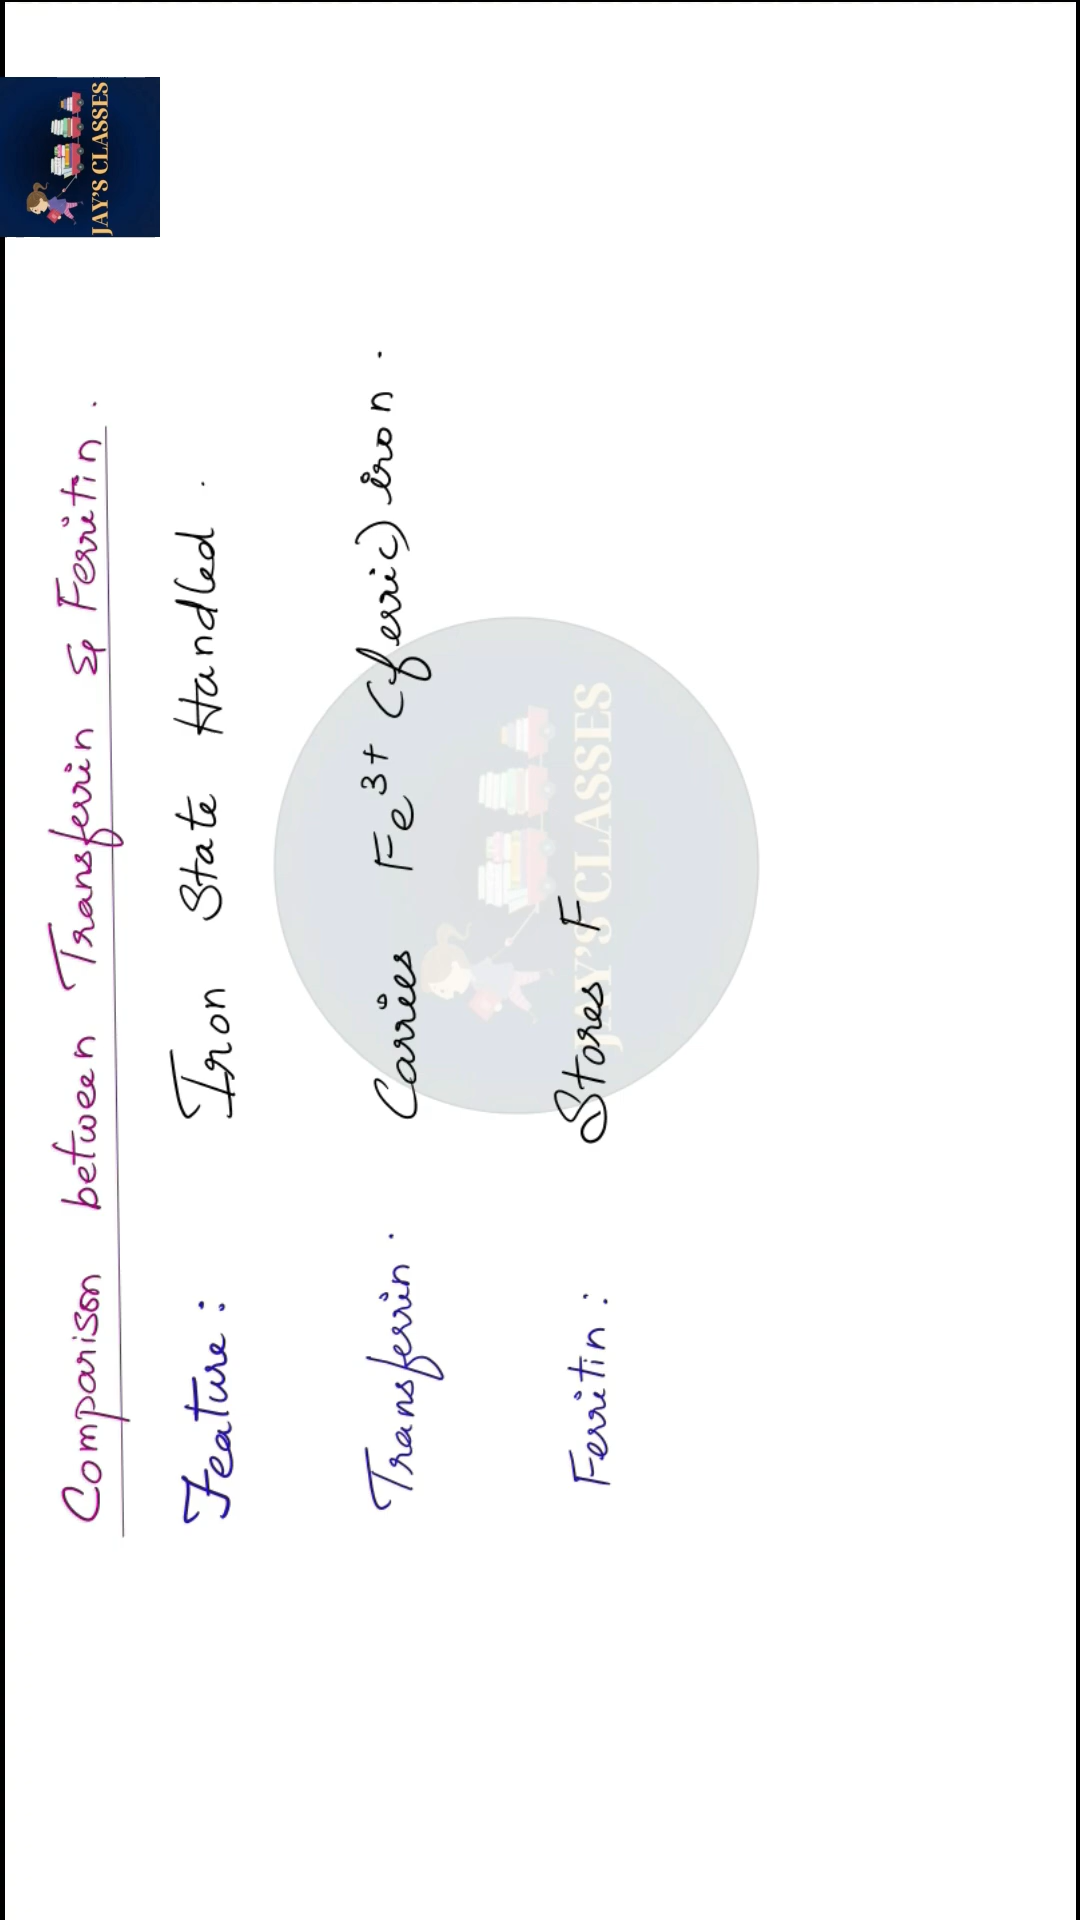 JAY'S CLASSES
Comparison between Transferrin & Ferritin.
Feature: Iron State Handled.
Transferrin. Carries Fe3+ (ferric) iron.
Ferritin: Stores F
JAY'S CLASSES